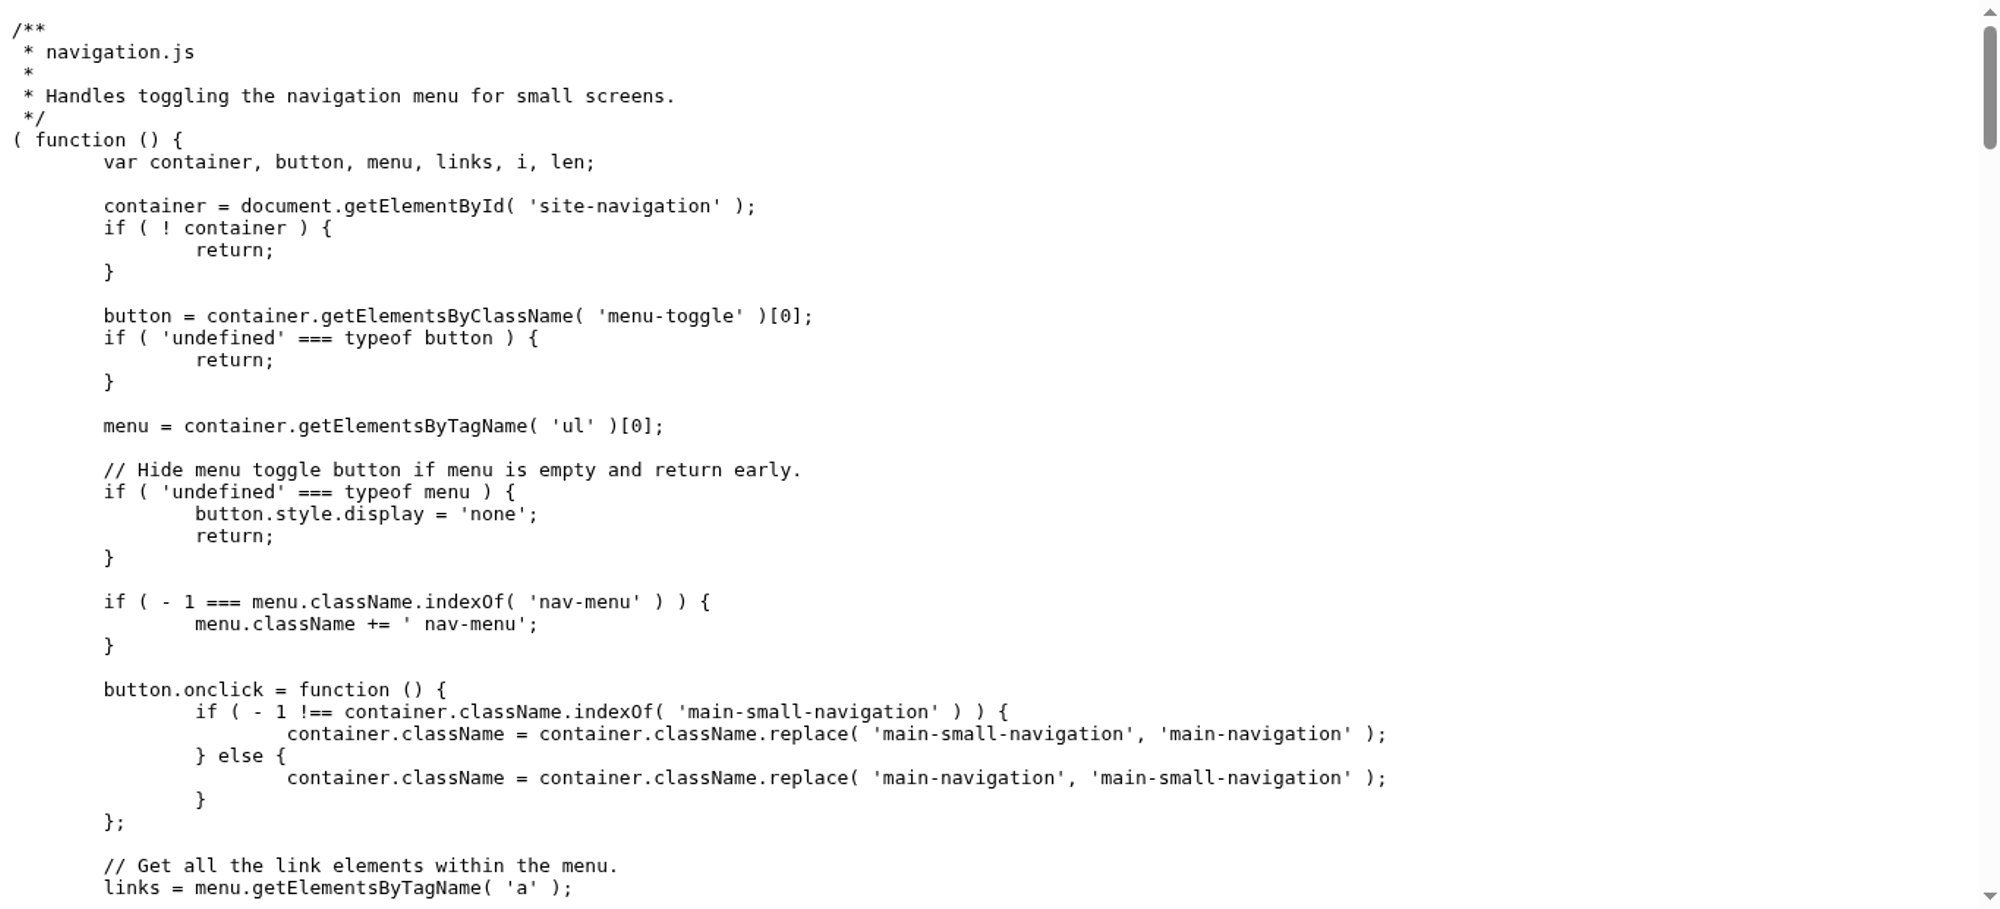 /**
 * navigation.js
 *
 * Handles toggling the navigation menu for small screens.
 */
( function () {
	var container, button, menu, links, i, len;

	container = document.getElementById( 'site-navigation' );
	if ( ! container ) {
		return;
	}

	button = container.getElementsByClassName( 'menu-toggle' )[0];
	if ( 'undefined' === typeof button ) {
		return;
	}

	menu = container.getElementsByTagName( 'ul' )[0];

	// Hide menu toggle button if menu is empty and return early.
	if ( 'undefined' === typeof menu ) {
		button.style.display = 'none';
		return;
	}

	if ( - 1 === menu.className.indexOf( 'nav-menu' ) ) {
		menu.className += ' nav-menu';
	}

	button.onclick = function () {
		if ( - 1 !== container.className.indexOf( 'main-small-navigation' ) ) {
			container.className = container.className.replace( 'main-small-navigation', 'main-navigation' );
		} else {
			container.className = container.className.replace( 'main-navigation', 'main-small-navigation' );
		}
	};

	// Get all the link elements within the menu.
	links = menu.getElementsByTagName( 'a' );